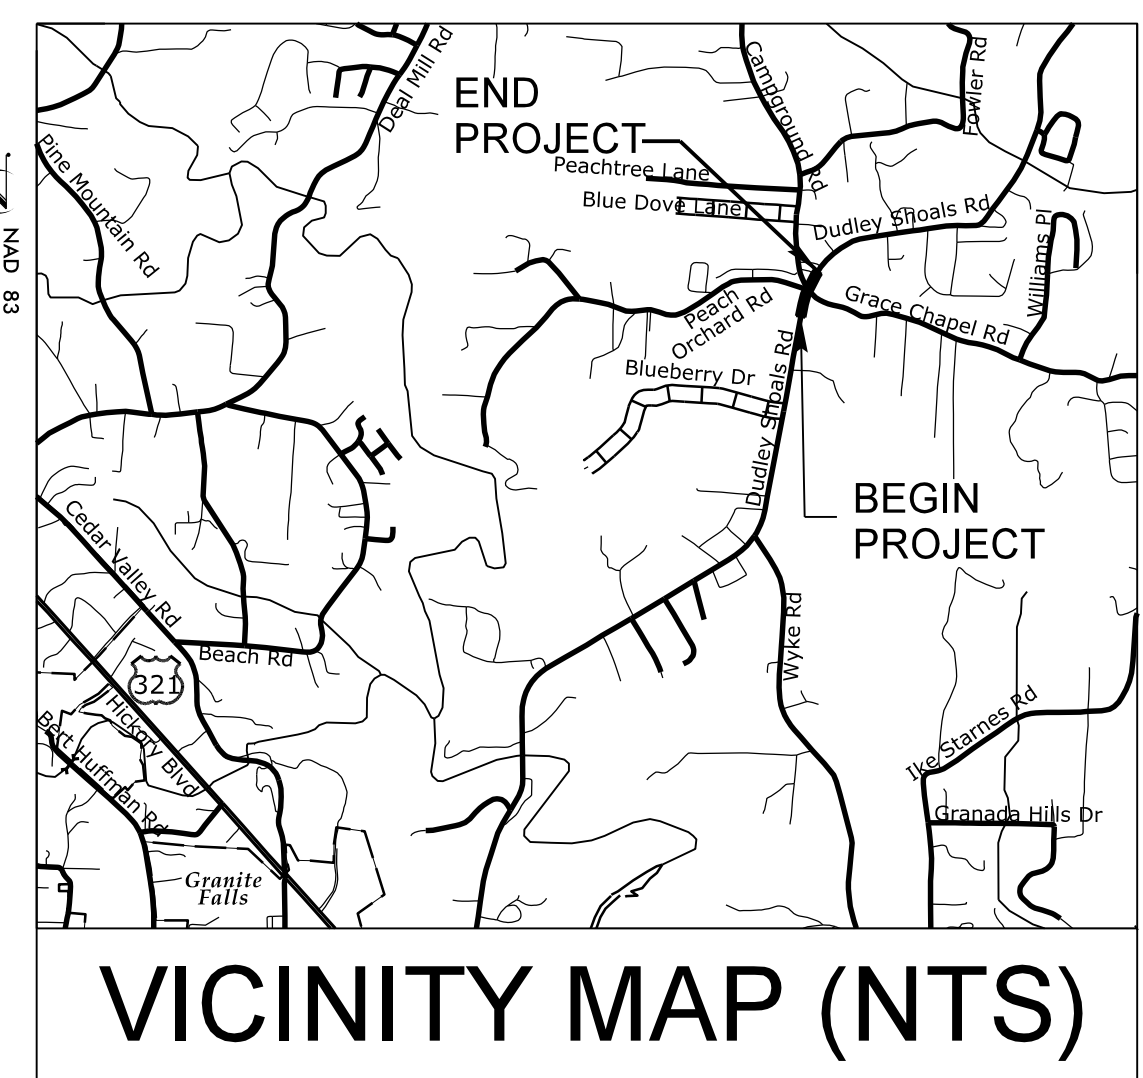 Deal Mill Rd
END
PROJECT
Campground Rd
Fowler Rd
Pine Mountain Rd
Peachtree Lane
Blue Dove Lane
Dudley Shoals Rd
Williams Pl
NAD 83
Peach
Orchard Rd
Grace Chapel Rd
Blueberry Dr
Dudley Shoals Rd
BEGIN
PROJECT
Cedar Valley Rd
Beach Rd
321
Wyke Rd
Hickory Blvd
Bert Huffman Rd
Ike Starnes Rd
Granada Hills Dr
Granite
Falls
VICINITY MAP (NTS)